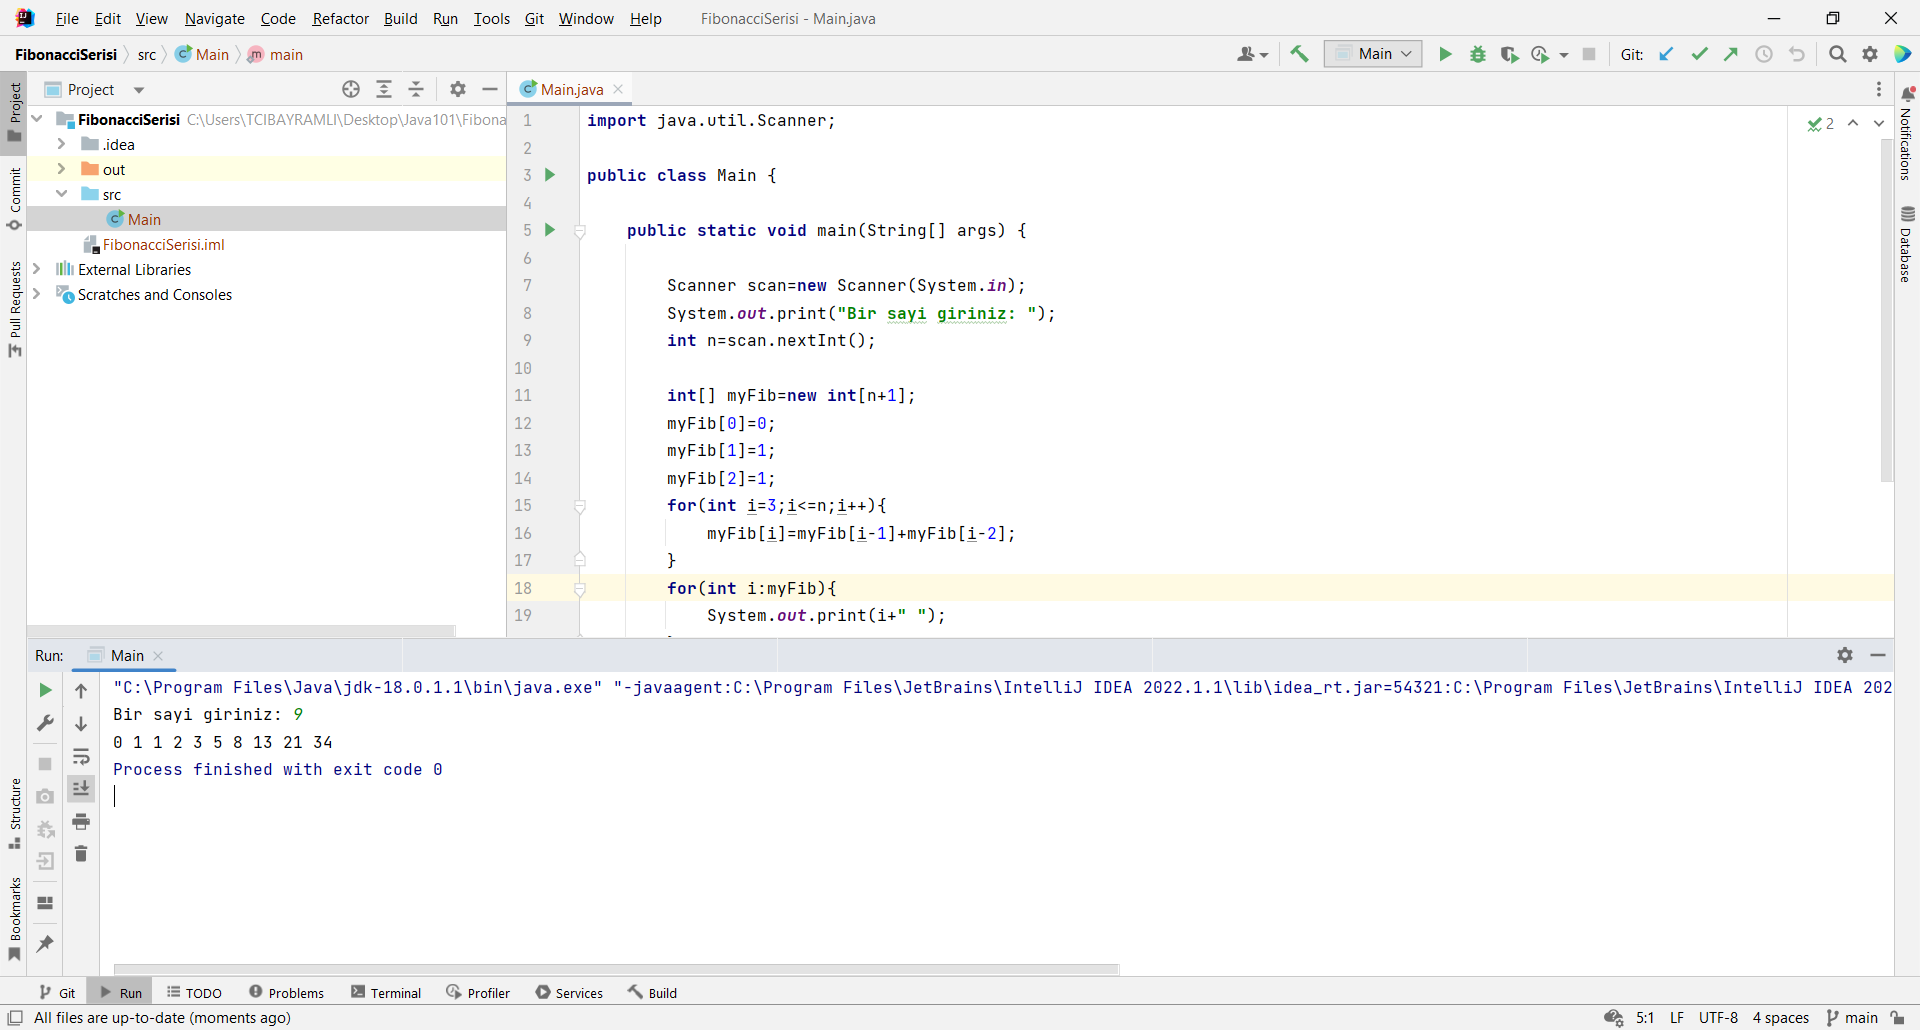 File Edit View Navigate Code Refactor Build Run Tools Git Window Help FibonacciSerisi - Main.java
FibonacciSerisi src Main main Main Git:
Project
Main.java
FibonacciSerisi C:\Users\TCIBAYRAMLI\Desktop\Java101\Fibona
.idea
out
src
Main
FibonacciSerisi.iml
External Libraries
Scratches and Consoles
Project
Commit
Pull Requests
Structure
Bookmarks
1 import java.util.Scanner;
2
3 public class Main {
4
5 public static void main(String[] args) {
6
7 Scanner scan=new Scanner(System.in);
8 System.out.print("Bir sayi giriniz: ");
9 int n=scan.nextInt();
10
11 int[] myFib=new int[n+1];
12 myFib[0]=0;
13 myFib[1]=1;
14 myFib[2]=1;
15 for(int i=3;i<=n;i++){
16 myFib[i]=myFib[i-1]+myFib[i-2];
17 }
18 for(int i:myFib){
19 System.out.print(i+" ");
2
Notifications
Database
Run: Main
"C:\Program Files\Java\jdk-18.0.1.1\bin\java.exe" "-javaagent:C:\Program Files\JetBrains\IntelliJ IDEA 2022.1.1\lib\idea_rt.jar=54321:C:\Program Files\JetBrains\IntelliJ IDEA 202
Bir sayi giriniz: 9
0 1 1 2 3 5 8 13 21 34
Process finished with exit code 0
Git Run TODO Problems Terminal Profiler Services Build
All files are up-to-date (moments ago) 5:1 LF UTF-8 4 spaces main